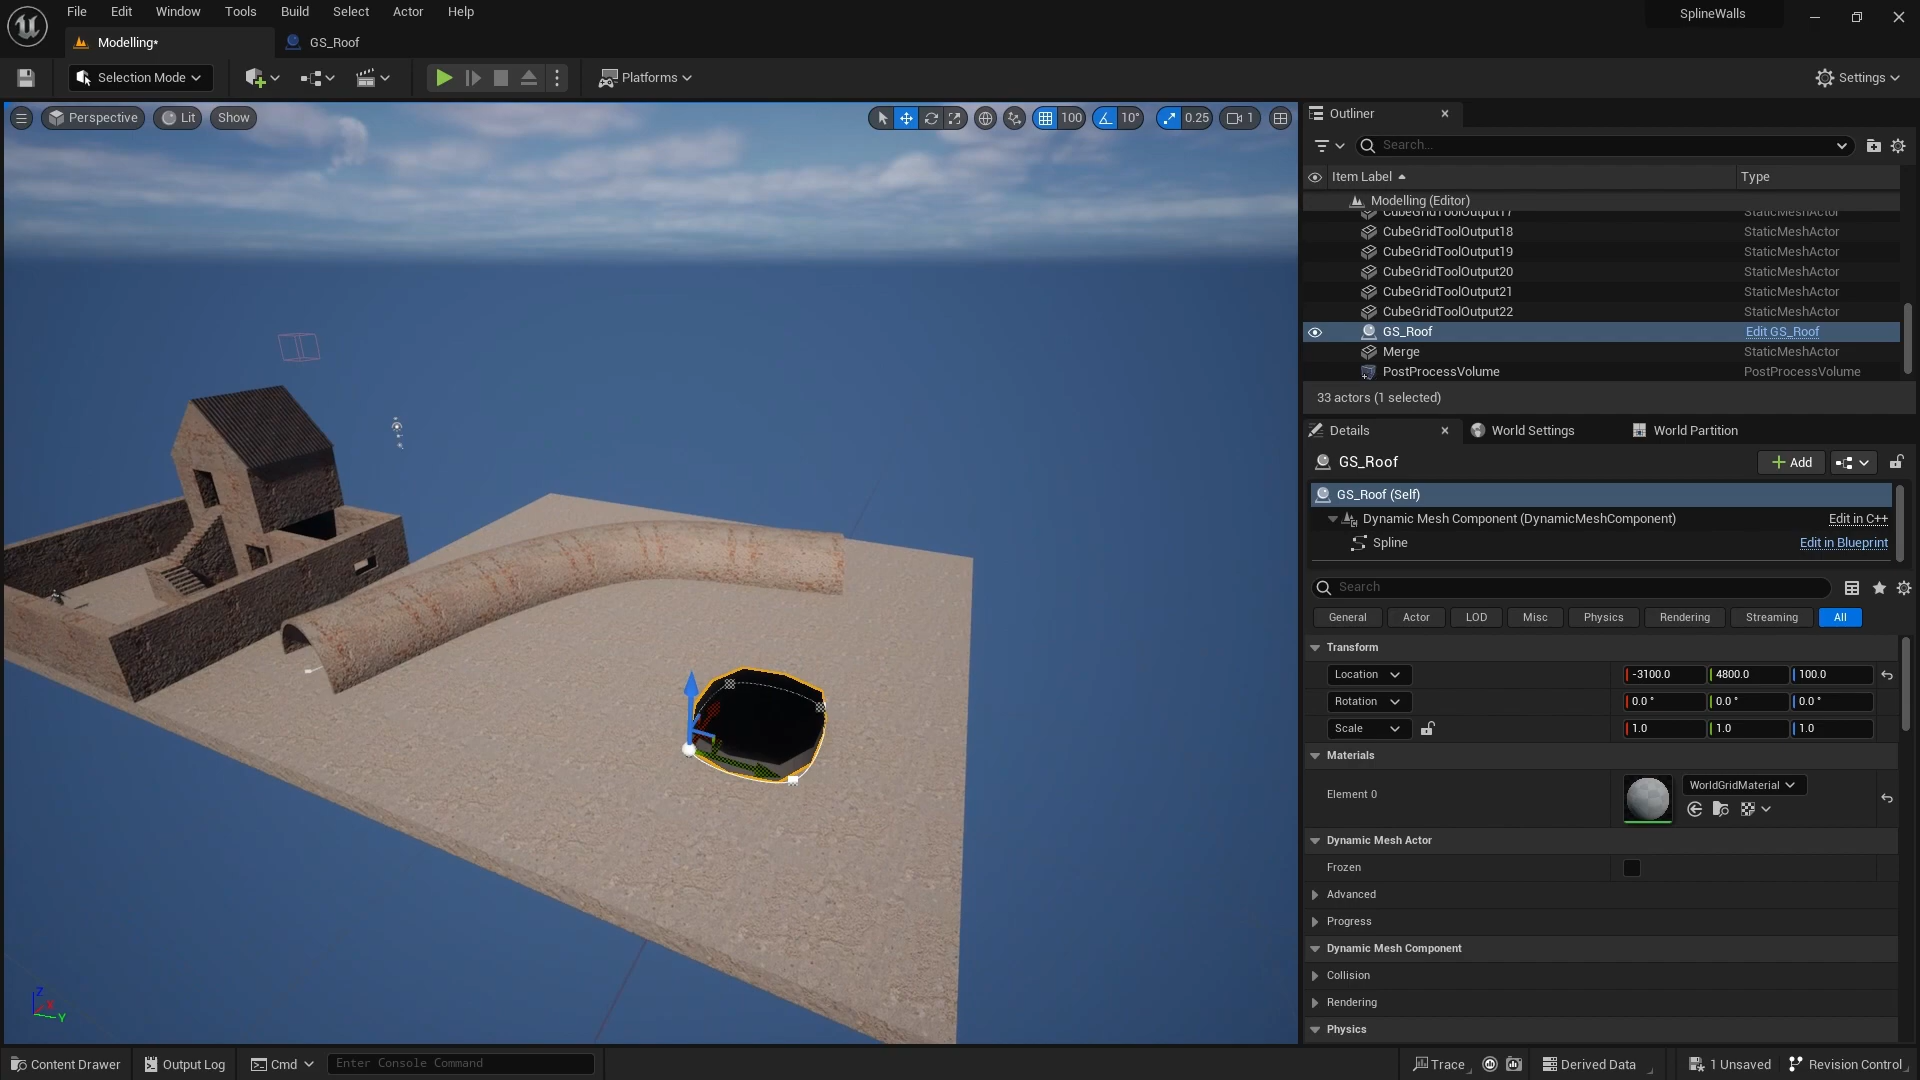 File Edit Window Tools Build Select Actor Help
SplineWalls
Modelling*
GS_Roof
Selection Mode
Platforms
Settings
Perspective
Lit
Show
100
10°
0.25
1
Outliner
Search...
Item Label
Type
Modelling (Editor)
CubeGridToolOutput17 StaticMeshActor
CubeGridToolOutput18 StaticMeshActor
CubeGridToolOutput19 StaticMeshActor
CubeGridToolOutput20 StaticMeshActor
CubeGridToolOutput21 StaticMeshActor
CubeGridToolOutput22 StaticMeshActor
GS_Roof Edit GS_Roof
Merge StaticMeshActor
PostProcessVolume PostProcessVolume
33 actors (1 selected)
Details
World Settings
World Partition
GS_Roof
Add
GS_Roof (Self)
Dynamic Mesh Component (DynamicMeshComponent) Edit in C++
Spline Edit in Blueprint
Search
General Actor LOD Misc Physics Rendering Streaming All
Transform
Location -3100.0 4800.0 100.0
Rotation 0.0 ° 0.0 ° 0.0 °
Scale 1.0 1.0 1.0
Materials
Element 0
WorldGridMaterial
Dynamic Mesh Actor
Frozen
Advanced
Progress
Dynamic Mesh Component
Collision
Rendering
Physics
Z
X
Y
Content Drawer
Output Log
Cmd
Enter Console Command
Trace
Derived Data
1 Unsaved
Revision Control